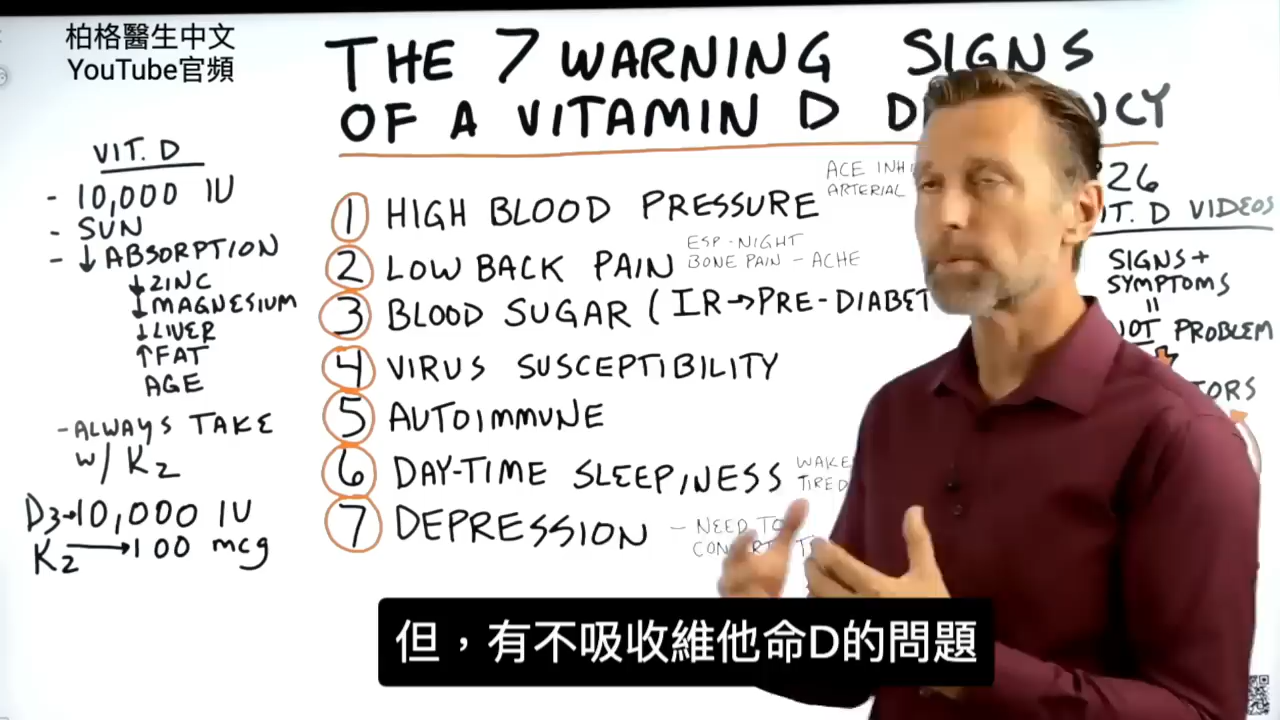 柏格醫生中文
YouTube官頻
THE 7 WARNING SIGNS
OF A VITAMIN D
VIT. D
- 10,000 IU
- SUN
- ↓ ABSORPTION
↓ ZINC
↓ MAGNESIUM
↓ LIVER
↑ FAT
AGE
- ALWAYS TAKE
W/ K2
D3→10,000 IU
K2→100 mcg
1 HIGH BLOOD PRESSURE
ACE
ARTERIAL
2 LOW BACK PAIN
ESP - NIGHT
BONE PAIN - ACHE
3 BLOOD SUGAR (IR→PRE-
4 VIRUS SUSCEPTIBILITY
5 AUTOIMMUNE
6 DAY-TIME SLEEPINESS
TIRED
7 DEPRESSION
- NEED TO
26
D VIDEOS
SIGNS +
SYMPTOMS
=
PROBLEM
但，有不吸收維他命D的問題